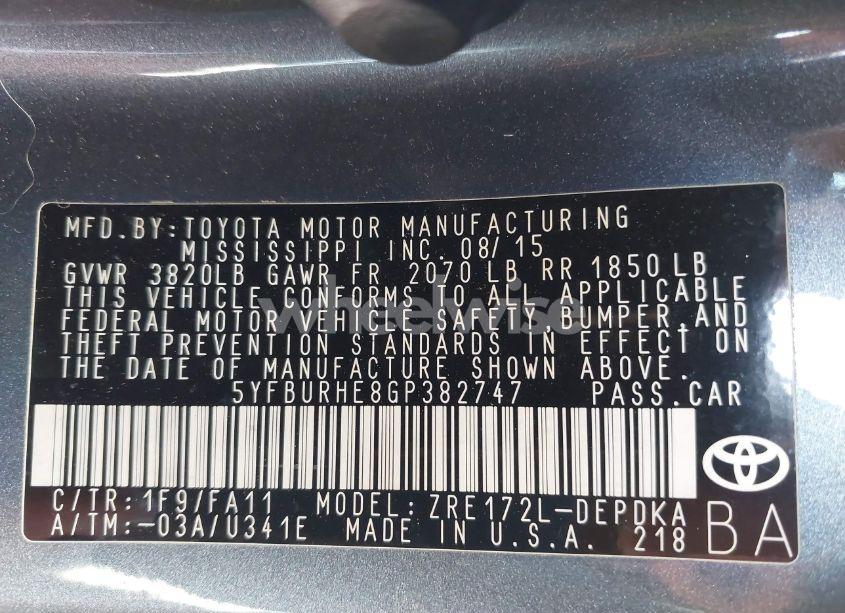 MFD.BY:TOYOTA MOTOR MANUFACTURING
MISSISSIPPI INC. 08/15
GVWR 3820LB GAWR FR 2070 LB RR 1850 LB
THIS VEHICLE CONFORMS TO ALL APPLICABLE
FEDERAL MOTOR VEHICLE SAFETY,BUMPER,AND
THEFT PREVENTION STANDARDS IN EFFECT ON
THE DATE OF MANUFACTURE SHOWN ABOVE.
5YFBURHE8GP382747 PASS.CAR
C/TR:1F9/FA11 MODEL:ZRE172L-DEPDKA
A/TM:-03A/U341E MADE IN U.S.A. 218 BA
wheelwise